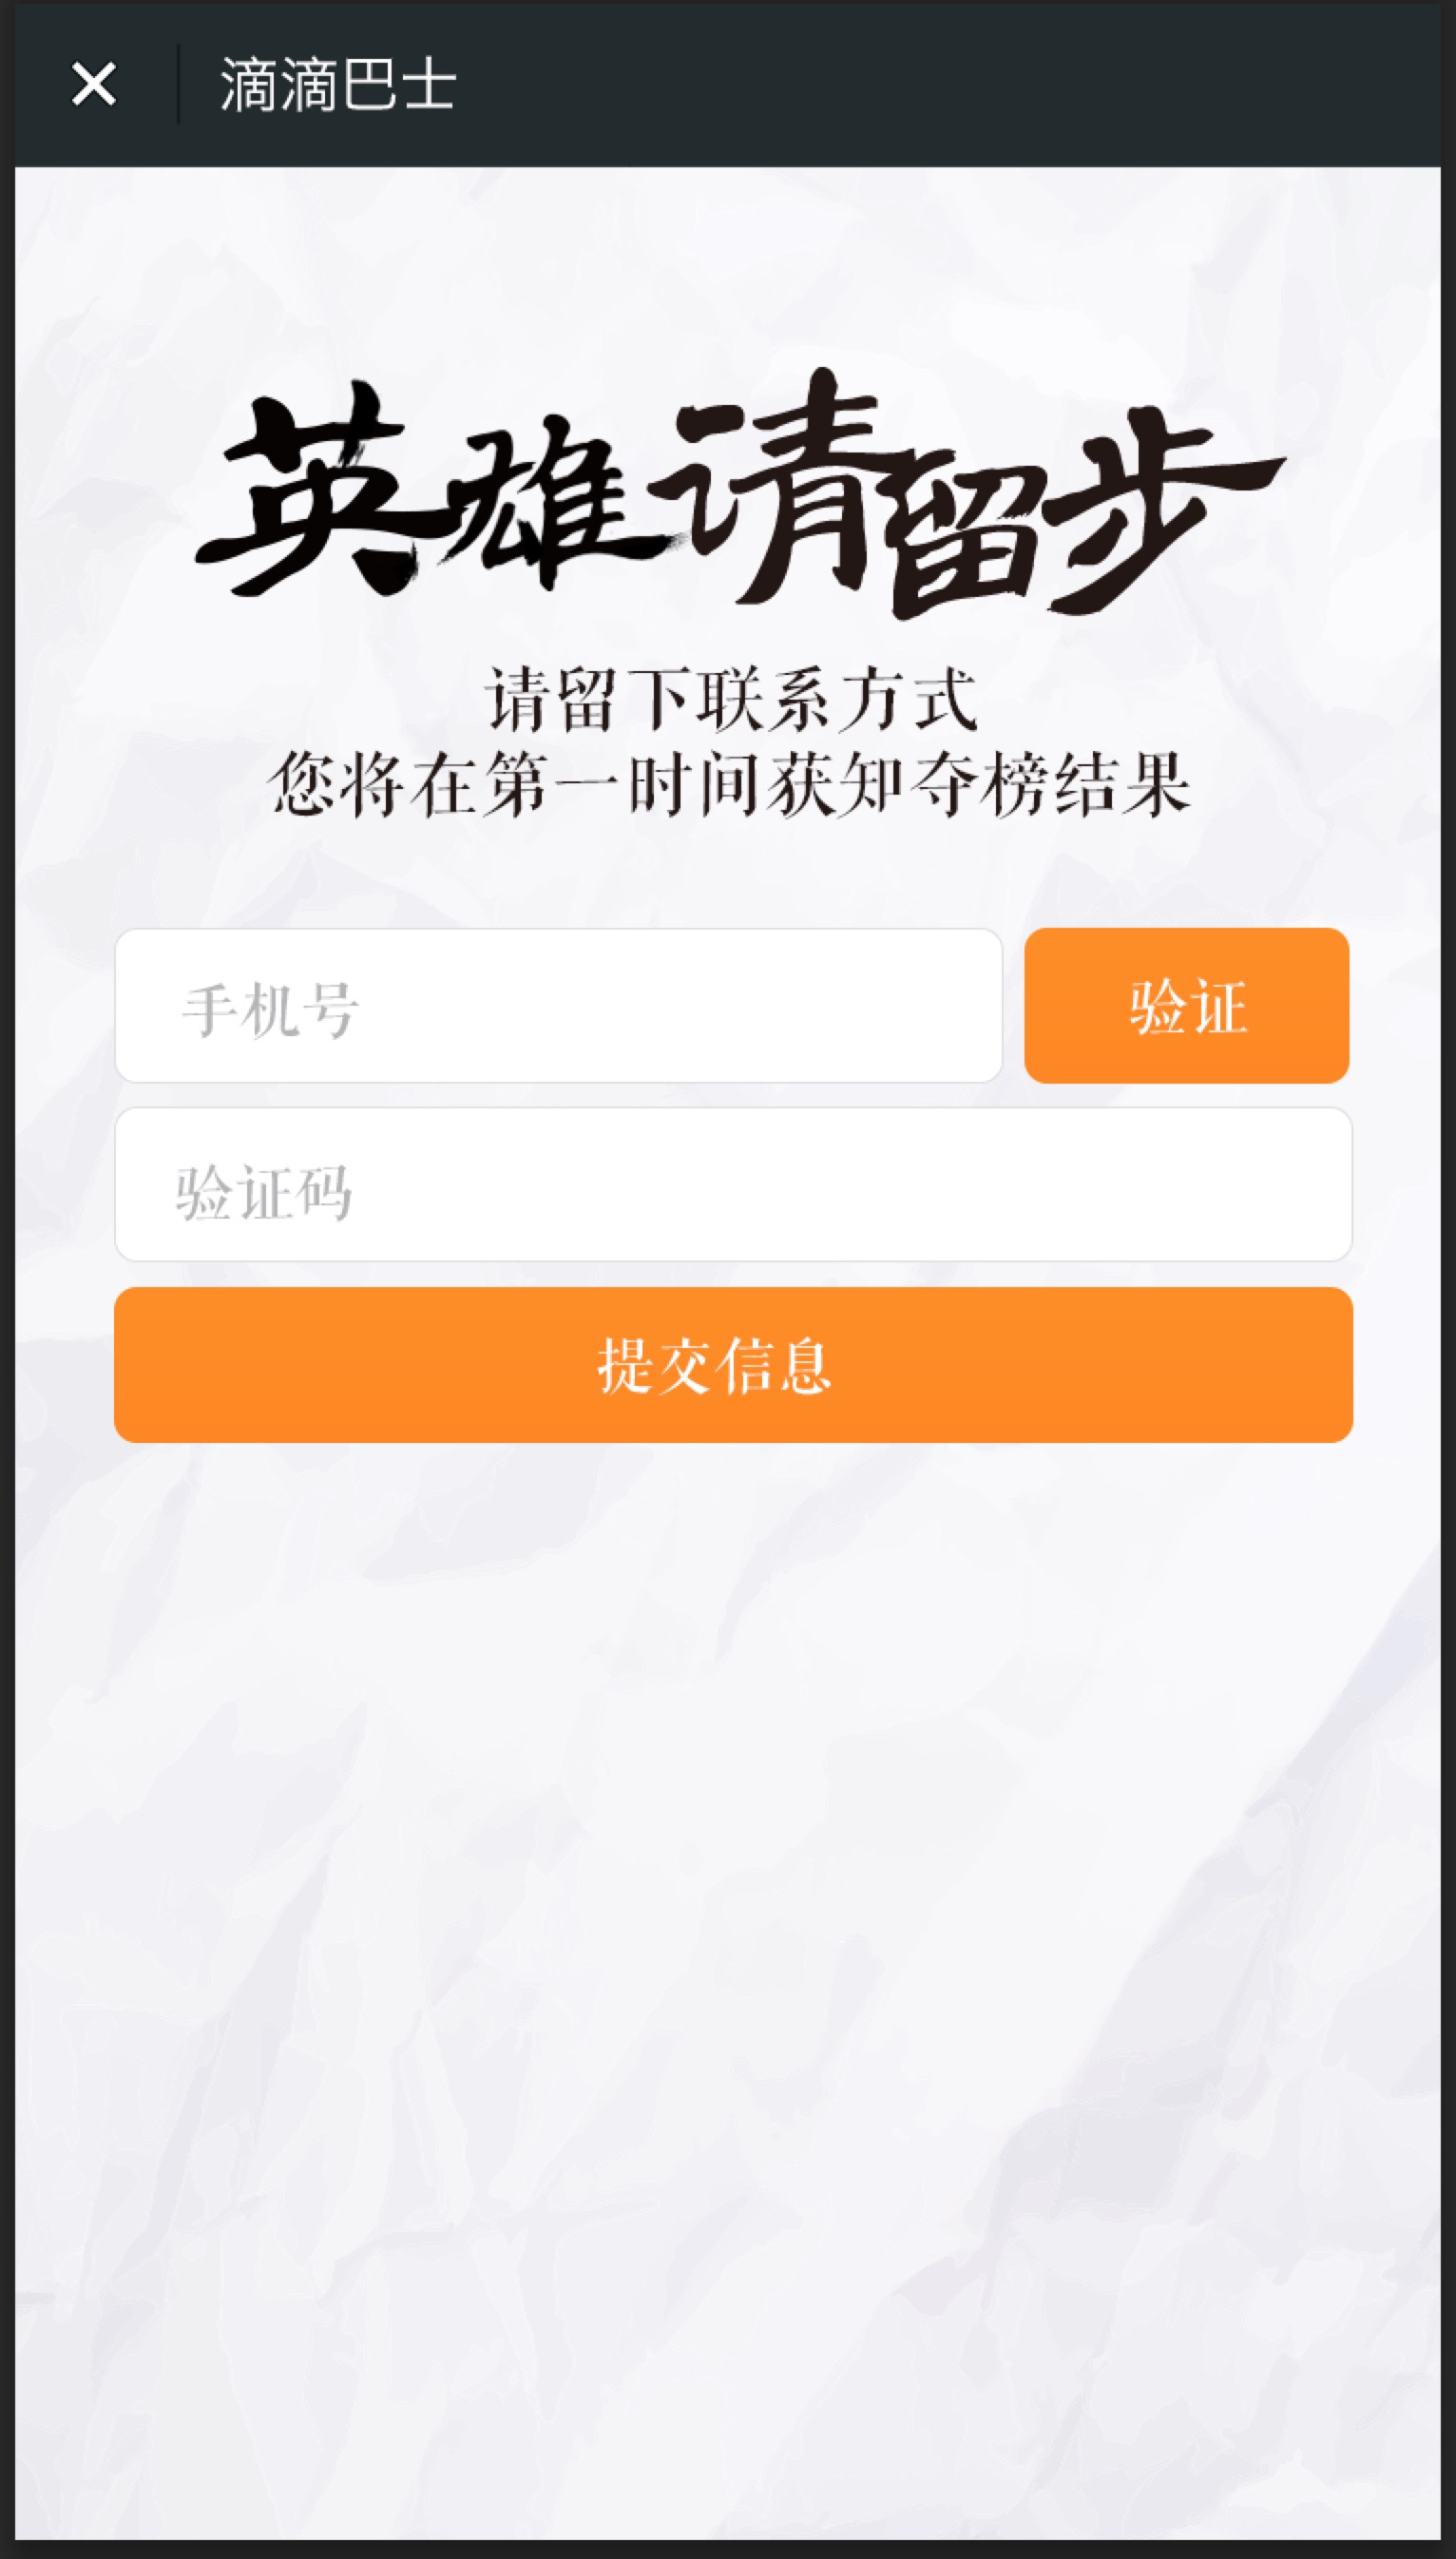 滴滴巴士
英雄请留步
请留下联系方式
您将在第一时间获知夺榜结果
手机号
验证
验证码
提交信息